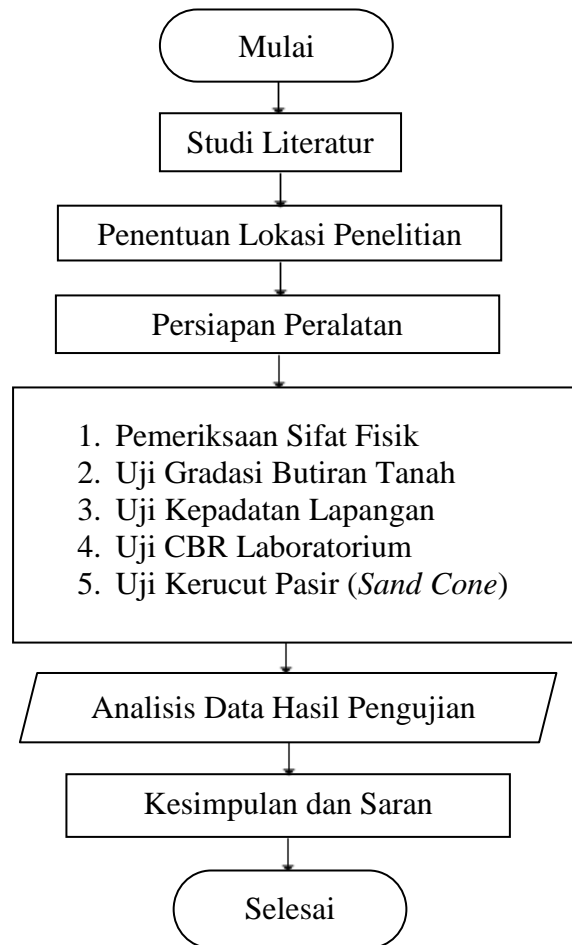 Mulai
Studi Literatur
Penentuan Lokasi Penelitian
Persiapan Peralatan
1. Pemeriksaan Sifat Fisik
2. Uji Gradasi Butiran Tanah
3. Uji Kepadatan Lapangan
4. Uji CBR Laboratorium
5. Uji Kerucut Pasir (Sand Cone)
Analisis Data Hasil Pengujian
Kesimpulan dan Saran
Selesai